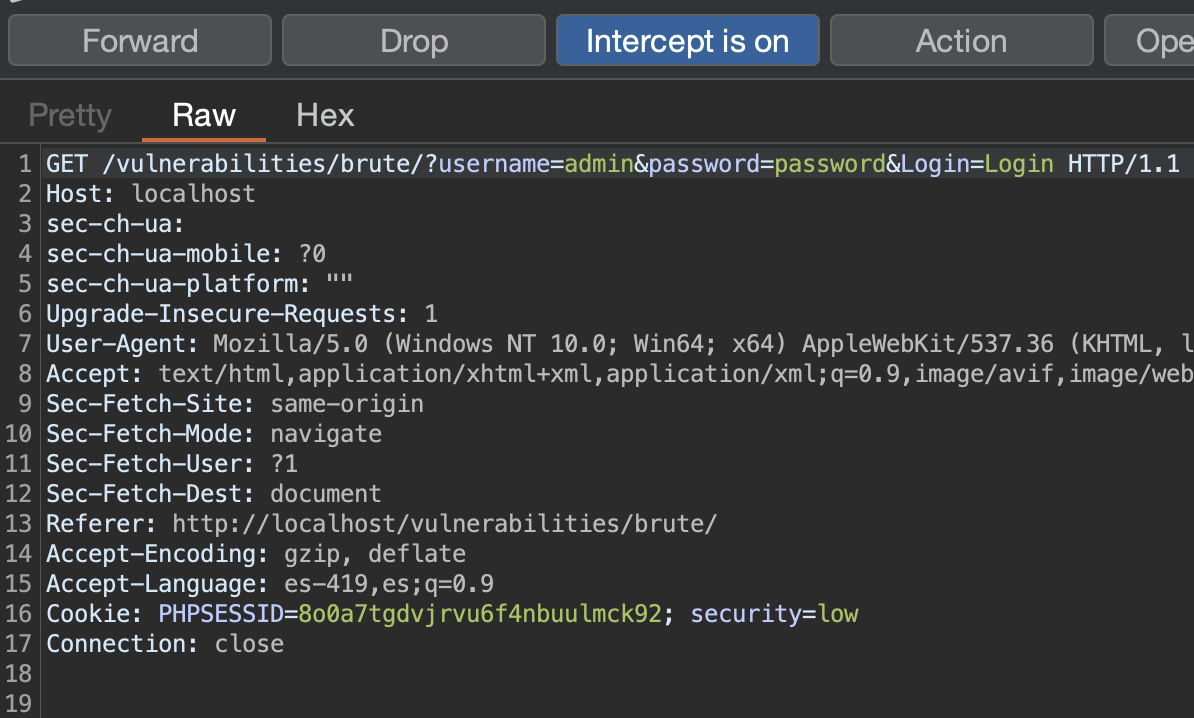 Forward Drop Intercept is on Action Ope
Pretty Raw Hex
1 GET /vulnerabilities/brute/?username=admin&password=password&Login=Login HTTP/1.1
2 Host: localhost
3 sec-ch-ua:
4 sec-ch-ua-mobile: ?0
5 sec-ch-ua-platform: ""
6 Upgrade-Insecure-Requests: 1
7 User-Agent: Mozilla/5.0 (Windows NT 10.0; Win64; x64) AppleWebKit/537.36 (KHTML, l
8 Accept: text/html,application/xhtml+xml,application/xml;q=0.9,image/avif,image/web
9 Sec-Fetch-Site: same-origin
10 Sec-Fetch-Mode: navigate
11 Sec-Fetch-User: ?1
12 Sec-Fetch-Dest: document
13 Referer: http://localhost/vulnerabilities/brute/
14 Accept-Encoding: gzip, deflate
15 Accept-Language: es-419,es;q=0.9
16 Cookie: PHPSESSID=8o0a7tgdvjrvu6f4nbuulmck92; security=low
17 Connection: close
18
19